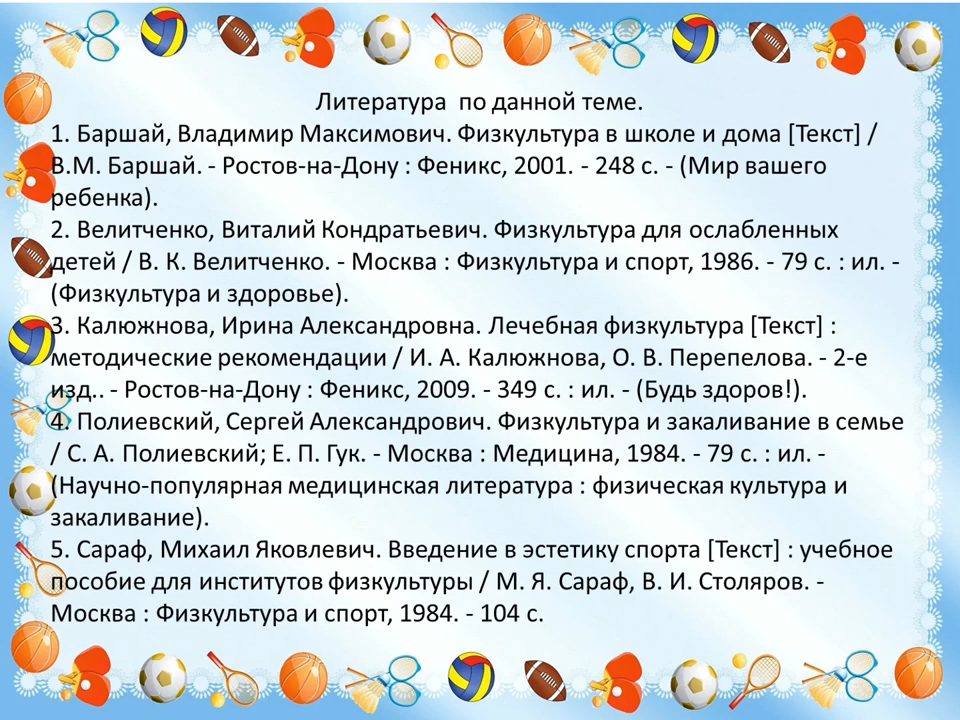 Литература по данной теме.
1. Баршай, Владимир Максимович. Физкультура в школе и дома [Текст] /
В.М. Баршай. - Ростов-на-Дону : Феникс, 2001. - 248 с. - (Мир вашего
ребенка).
2. Велитченко, Виталий Кондратьевич. Физкультура для ослабленных
детей / В. К. Велитченко. - Москва : Физкультура и спорт, 1986. - 79 с. : ил. -
(Физкультура и здоровье).
3. Калюжнова, Ирина Александровна. Лечебная физкультура [Текст] :
методические рекомендации / И. А. Калюжнова, О. В. Перепелова. - 2-е
изд.. - Ростов-на-Дону : Феникс, 2009. - 349 с. : ил. - (Будь здоров!).
4. Полиевский, Сергей Александрович. Физкультура и закаливание в семье
/ С. А. Полиевский; Е. П. Гук. - Москва : Медицина, 1984. - 79 с. : ил. -
(Научно-популярная медицинская литература : физическая культура и
закаливание).
5. Сараф, Михаил Яковлевич. Введение в эстетику спорта [Текст] : учебное
пособие для институтов физкультуры / М. Я. Сараф, В. И. Столяров. -
Москва : Физкультура и спорт, 1984. - 104 с.